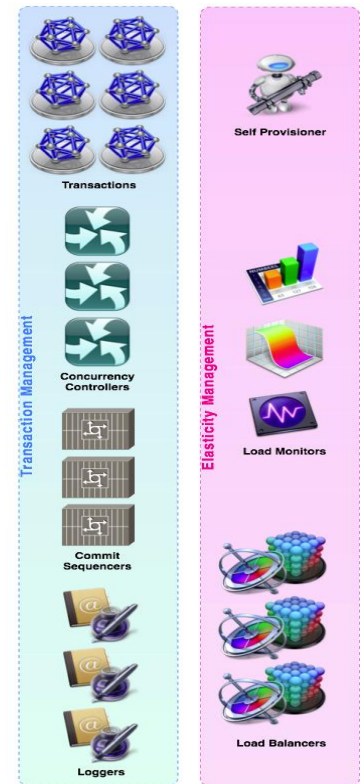 Transaction Management
Transactions
Concurrency
Controllers
Commit
Sequencers
Loggers
Elasticity Management
Self Provisioner
Load Monitors
Load Balancers